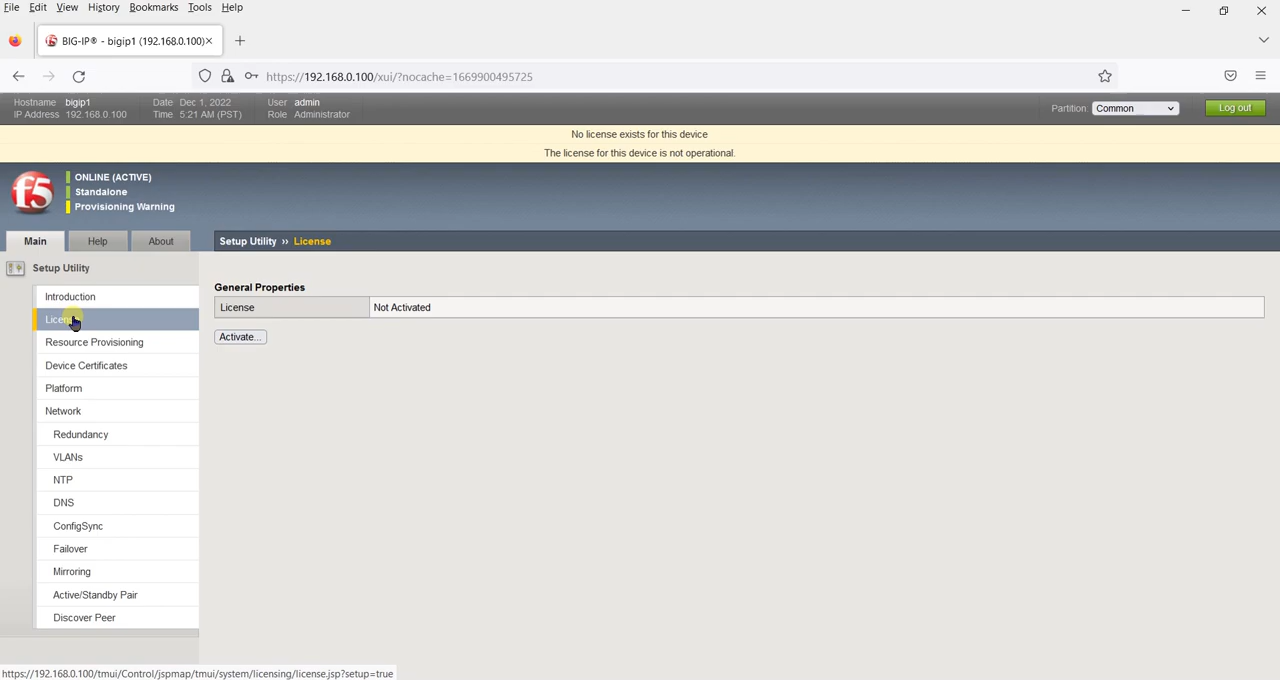 File Edit View History Bookmarks Tools Help
BIG-IP® - bigip1 (192.168.0.100)
https://192.168.0.100/xui/?nocache=1669900495725
Hostname bigip1 Date Dec 1, 2022 User admin
IP Address 192.168.0.100 Time 5:21 AM (PST) Role Administrator
Partition: Common Log out
No license exists for this device
The license for this device is not operational.
f5
ONLINE (ACTIVE)
Standalone
Provisioning Warning
Main Help About
Setup Utility ›› License
Setup Utility
Introduction
Resource Provisioning
Device Certificates
Platform
Network
Redundancy
VLANs
NTP
DNS
ConfigSync
Failover
Mirroring
Active/Standby Pair
Discover Peer
General Properties
License Not Activated
Activate...
https://192.168.0.100/tmui/Control/jspmap/tmui/system/licensing/license.jsp?setup=true